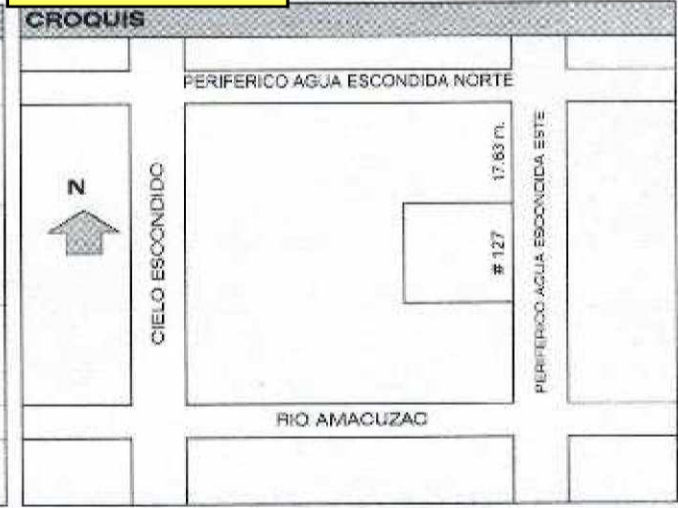 CROQUIS
PERIFERICO AGUA ESCONDIDA NORTE
N
CIELO ESCONDIDO
17.63 m.
# 127
PERIFERICO AGUA ESCONDIDA ESTE
RIO AMACUZAC